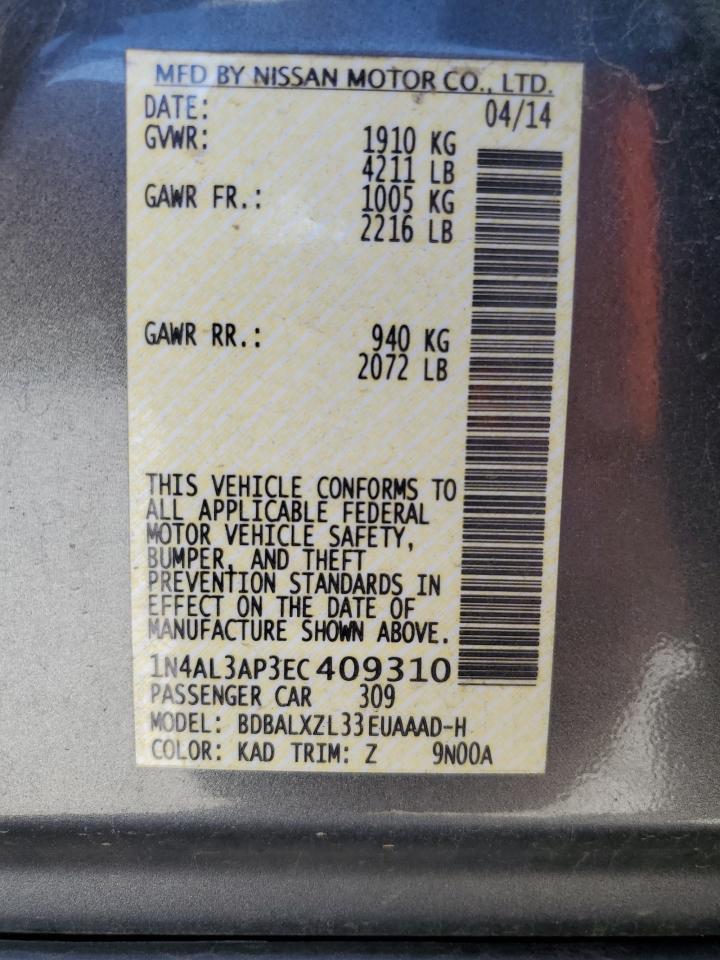 MFD BY NISSAN MOTOR CO., LTD.
DATE: 04/14
GVWR: 1910 KG
4211 LB
GAWR FR.: 1005 KG
2216 LB
GAWR RR.: 940 KG
2072 LB
THIS VEHICLE CONFORMS TO
ALL APPLICABLE FEDERAL
MOTOR VEHICLE SAFETY,
BUMPER, AND THEFT
PREVENTION STANDARDS IN
EFFECT ON THE DATE OF
MANUFACTURE SHOWN ABOVE.
1N4AL3AP3EC 409310
PASSENGER CAR 309
MODEL: BDBALXZL33EUAAAD-H
COLOR: KAD TRIM: Z 9N00A